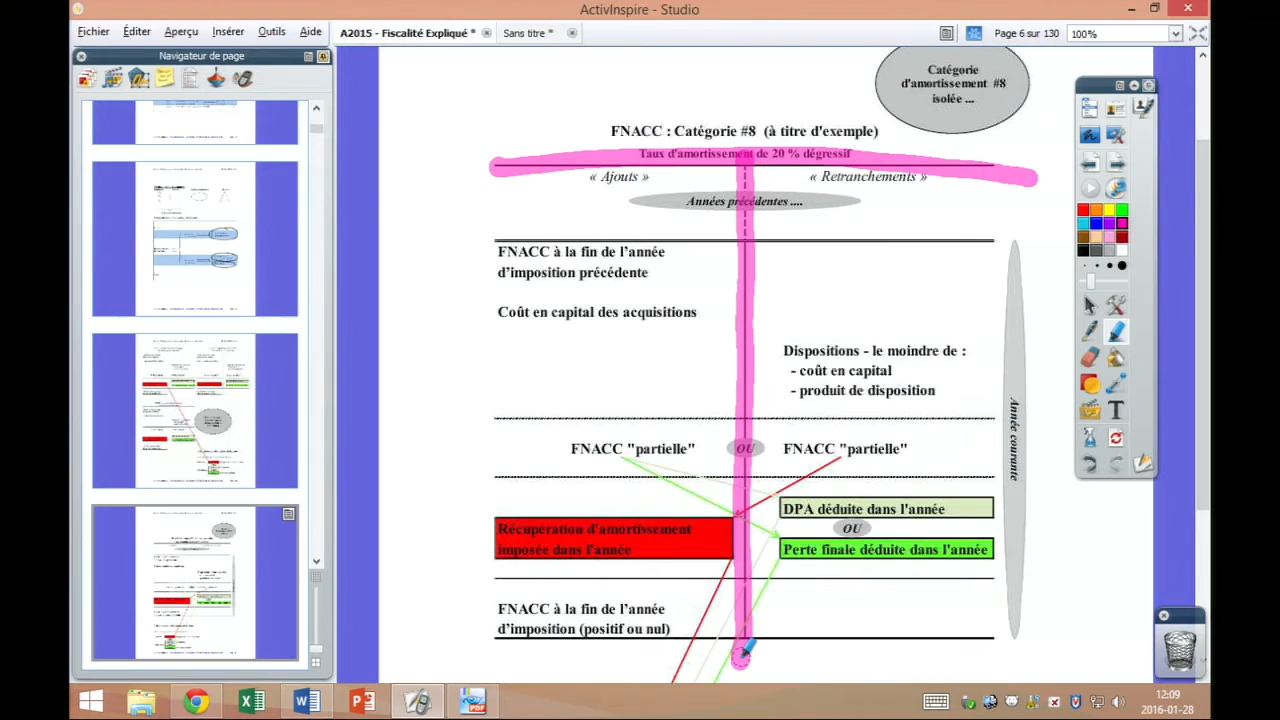 ActivInspire - Studio
Fichier Éditer Aperçu Insérer Outils Aide
A2015 - Fiscalité Expliqué * Sans titre * Page 6 sur 130 100%
Navigateur de page
Catégorie
d'amortissement #8
isolée ...
FNACC : Catégorie #8 (à titre d'exemple)
Taux d'amortissement de 20 % dégressif
« Ajouts » « Retranchements »
Années précédentes ....
FNACC à la fin de l'année
d'imposition précédente
Coût en capital des acquisitions
Dispositions - le moindre de :
- coût en capital
- produit de disposition
Année courante
FNACC "partielle" OU FNACC "partielle"
DPA déduite dans l'année
OU
Récupération d'amortissement
imposée dans l'année
Perte finale déduite dans l'année
FNACC à la fin de l'année
d'imposition (positif ou nul)
12:09
2016-01-28